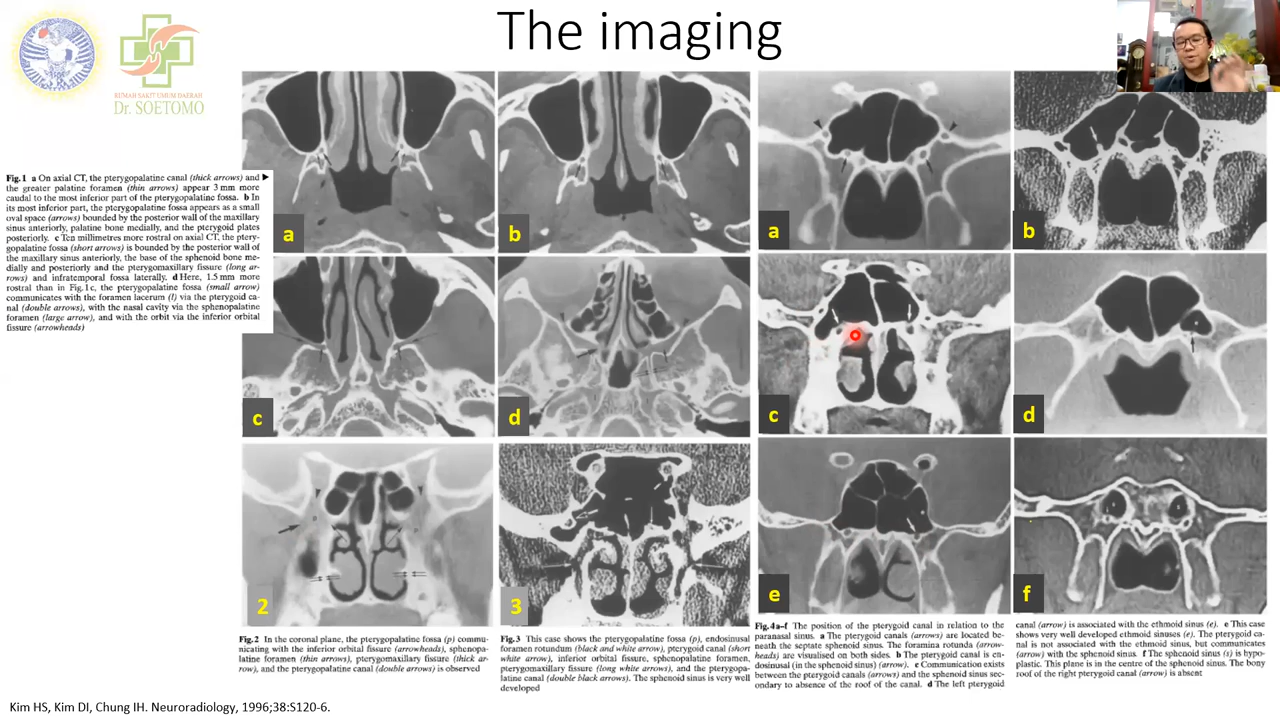 The imaging
RUMAH SAKIT UMUM DAERAH
Dr. SOETOMO
Fig.1 a On axial CT, the pterygopalatine canal (thick arrows) and
the greater palatine foramen (thin arrows) appear 3 mm more
caudal to the most inferior part of the pterygopalatine fossa. b In
its most inferior part, the pterygopalatine fossa appears as a small
oval space (arrows) bounded by the posterior wall of the maxillary
sinus anteriorly, palatine bone medially, and the pterygoid plates
posteriorly. c Ten millimetres more rostral on axial CT, the ptery-
gopalatine fossa (short arrows) is bounded by the posterior wall of
the maxillary sinus anteriorly, the base of the sphenoid bone me-
dially and posteriorly and the pterygomaxillary fissure (long ar-
rows) and infratemporal fossa laterally. d Here, 1.5 mm more
rostral than in Fig.1c, the pterygopalatine fossa (small arrow)
communicates with the foramen lacerum (l) via the pterygoid ca-
nal (double arrows), with the nasal cavity via the sphenopalatine
foramen (large arrow), and with the orbit via the inferior orbital
fissure (arrowheads)
a
b
a
b
c
d
c
d
2
3
e
f
Fig.2 In the coronal plane, the pterygopalatine fossa (p) commu-
nicating with the inferior orbital fissure (arrowheads), sphenopa-
latine foramen (thin arrows), pterygomaxillary fissure (thick ar-
row), and the pterygopalatine canal (double arrows) is observed
Fig.3 This case shows the pterygopalatine fossa (p), endosinusal
foramen rotundum (black and white arrow), pterygoid canal (short
white arrow), inferior orbital fissure, sphenopalatine foramen,
pterygomaxillary fissure (long white arrows), and the pterygopa-
latine canal (double black arrows). The sphenoid sinus is very well
developed
Fig.4a–f The position of the pterygoid canal in relation to the
paranasal sinus. a The pterygoid canals (arrows) are located be-
neath the septate sphenoid sinus. The foramina rotunda (arrow-
heads) are visualised on both sides. b The pterygoid canal is en-
dosinusal (in the sphenoid sinus) (arrow). c Communication exists
between the pterygoid canals (arrows) and the sphenoid sinus sec-
ondary to absence of the roof of the canal. d The left pterygoid
canal (arrow) is associated with the ethmoid sinus. e This case
shows very well developed ethmoid sinuses (e). The pterygoid ca-
nal is not associated with the ethmoid sinus, but communicates
(arrow) with the sphenoid sinus. f The sphenoid sinus (s) is hypo-
plastic. This plane is in the centre of the sphenoid sinus. The bony
roof of the right pterygoid canal (arrow) is absent
Kim HS, Kim DI, Chung IH. Neuroradiology, 1996;38:S120-6.